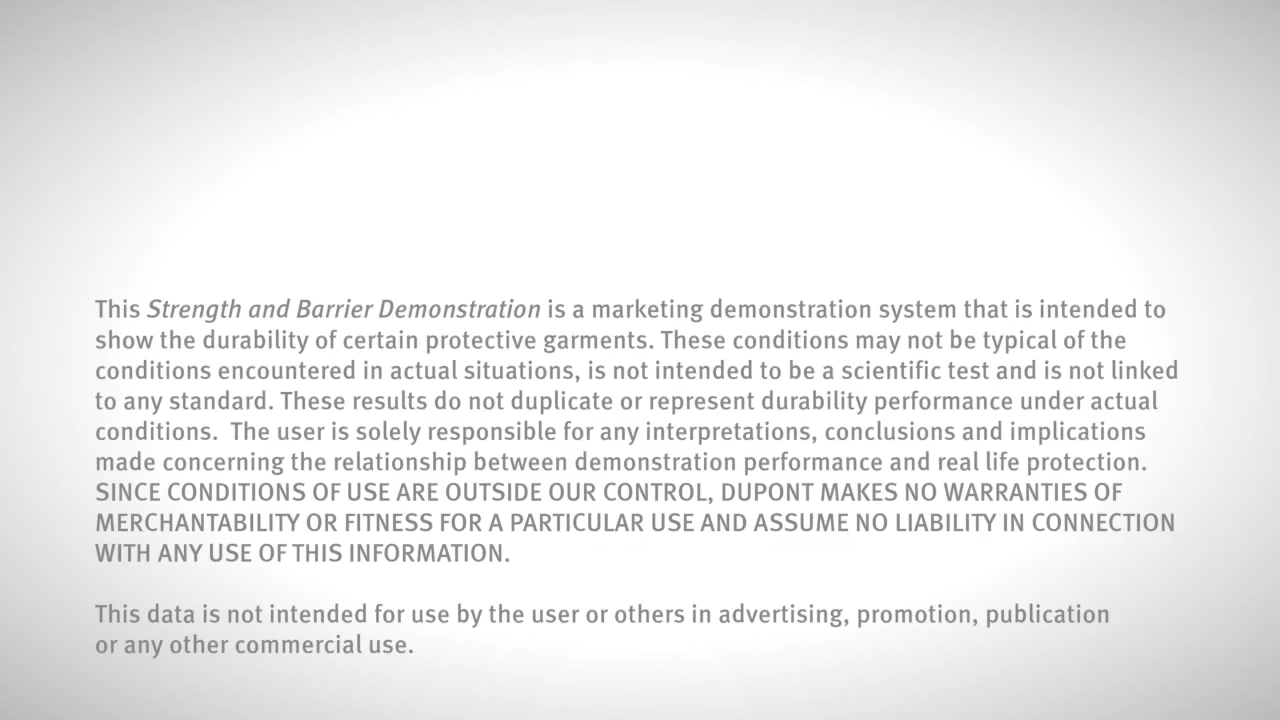 This Strength and Barrier Demonstration is a marketing demonstration system that is intended to
show the durability of certain protective garments. These conditions may not be typical of the
conditions encountered in actual situations, is not intended to be a scientific test and is not linked
to any standard. These results do not duplicate or represent durability performance under actual
conditions.  The user is solely responsible for any interpretations, conclusions and implications
made concerning the relationship between demonstration performance and real life protection.
SINCE CONDITIONS OF USE ARE OUTSIDE OUR CONTROL, DUPONT MAKES NO WARRANTIES OF
MERCHANTABILITY OR FITNESS FOR A PARTICULAR USE AND ASSUME NO LIABILITY IN CONNECTION
WITH ANY USE OF THIS INFORMATION.
This data is not intended for use by the user or others in advertising, promotion, publication
or any other commercial use.